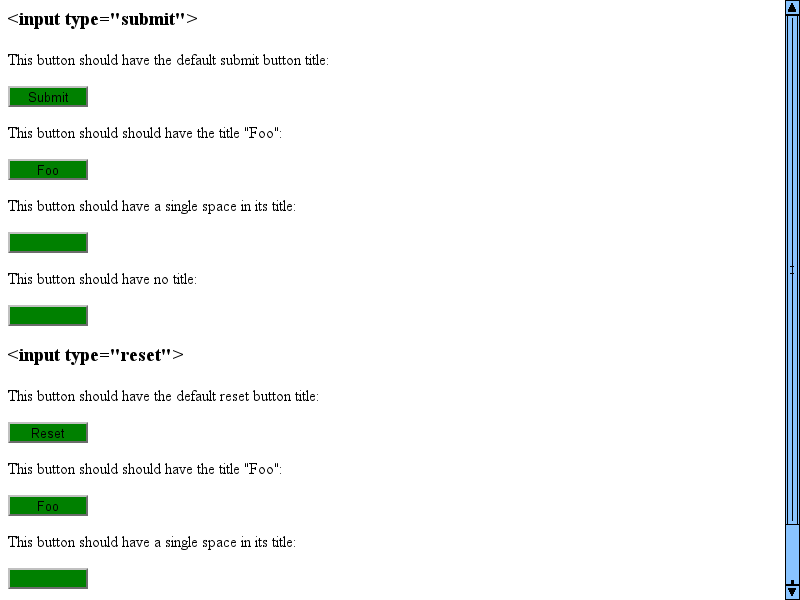 <input type="submit">
This button should have the default submit button title:
Submit
This button should should have the title "Foo":
Foo
This button should have a single space in its title:
This button should have no title:
<input type="reset">
This button should have the default reset button title:
Reset
This button should should have the title "Foo":
Foo
This button should have a single space in its title: